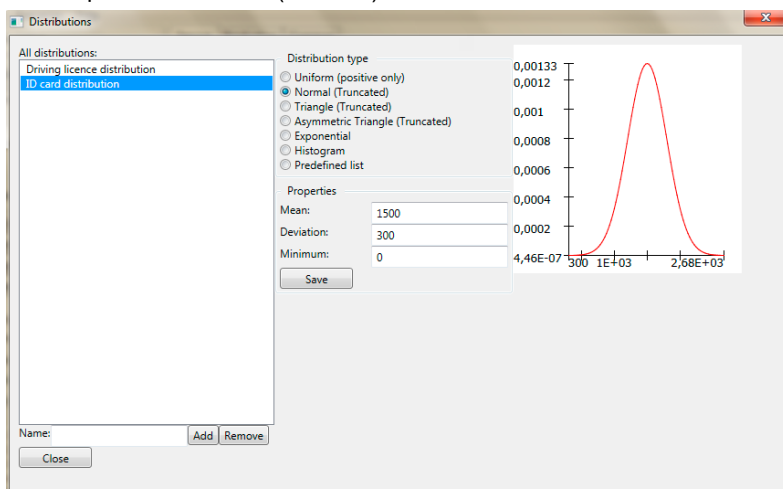 Distributions
All distributions:
Driving licence distribution
ID card distribution
Name:
Add Remove
Close
Distribution type
Uniform (positive only)
Normal (Truncated)
Triangle (Truncated)
Asymmetric Triangle (Truncated)
Exponential
Histogram
Predefined list
Properties
Mean: 1500
Deviation: 300
Minimum: 0
Save
0,00133
0,0012
0,001
0,0008
0,0006
0,0004
0,0002
4,46E-07
300 1E+03 2,68E+03